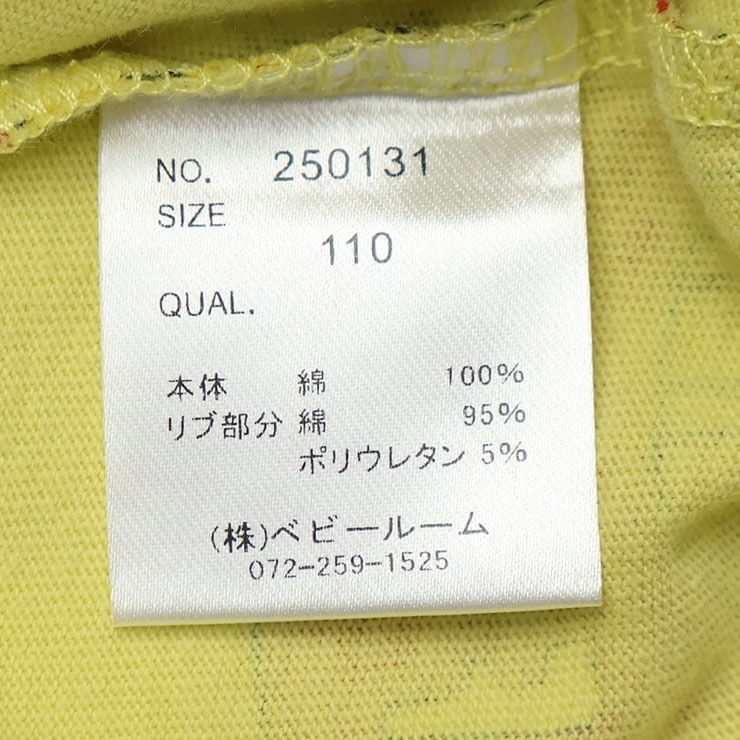 NO. 250131
SIZE
110
QUAL.
本体 綿 100%
リブ部分 綿 95%
ポリウレタン 5%
(株)ベビールーム
072-259-1525